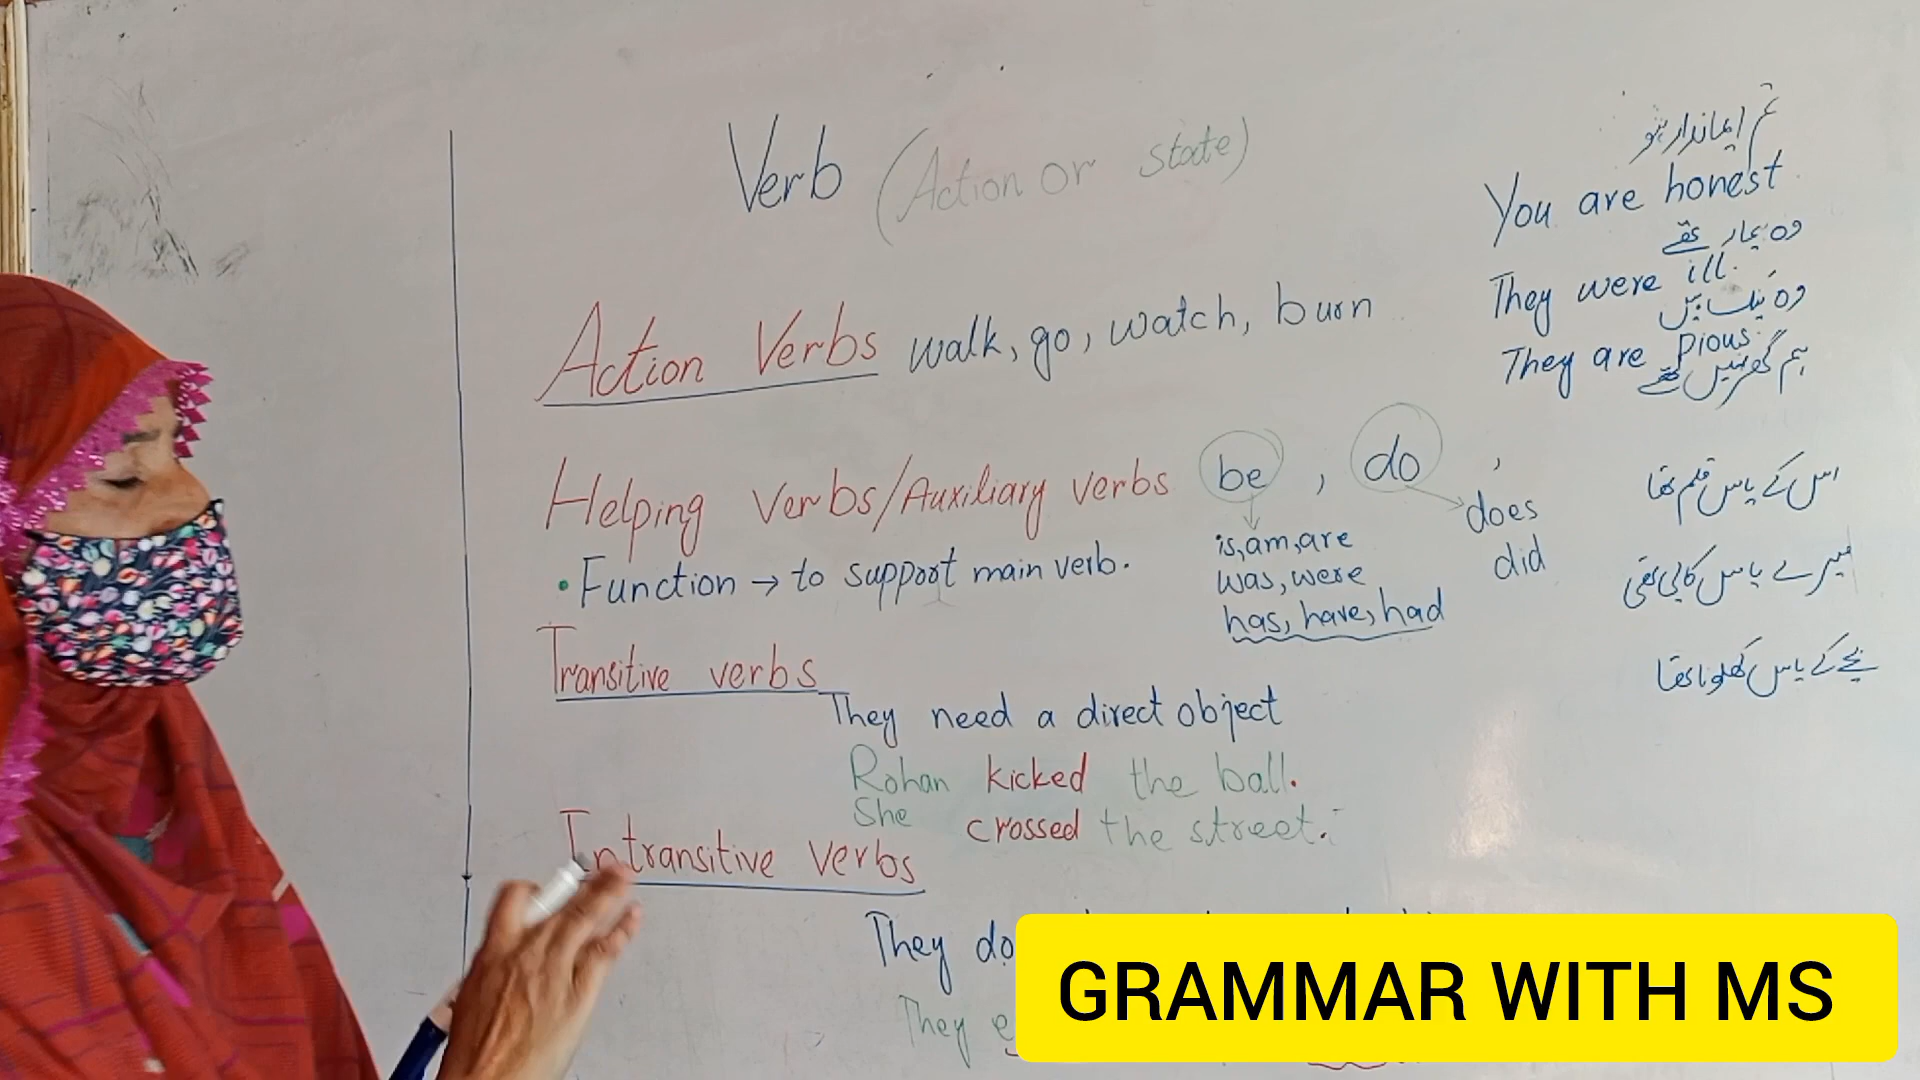 Verb (Action or state)
Action Verbs walk, go, watch, burn
Helping verbs/Auxiliary verbs be, do,
does
did
is,am,are
was,were
has, have, had
• Function → to support main verb.
Transitive verbs
They need a direct object
Rohan kicked the ball.
She crossed the street.
Intransitive verbs
They do
They e
تم ایماندار ہو
You are honest
وہ بیمار تھے
They were ill.
وہ نیک ہیں
They are pious
ہم گھر نہیں تھے
اس کے پاس قلم تھا
میرے پاس کاپی تھی
بچے کے پاس کھلونا تھا
GRAMMAR WITH MS